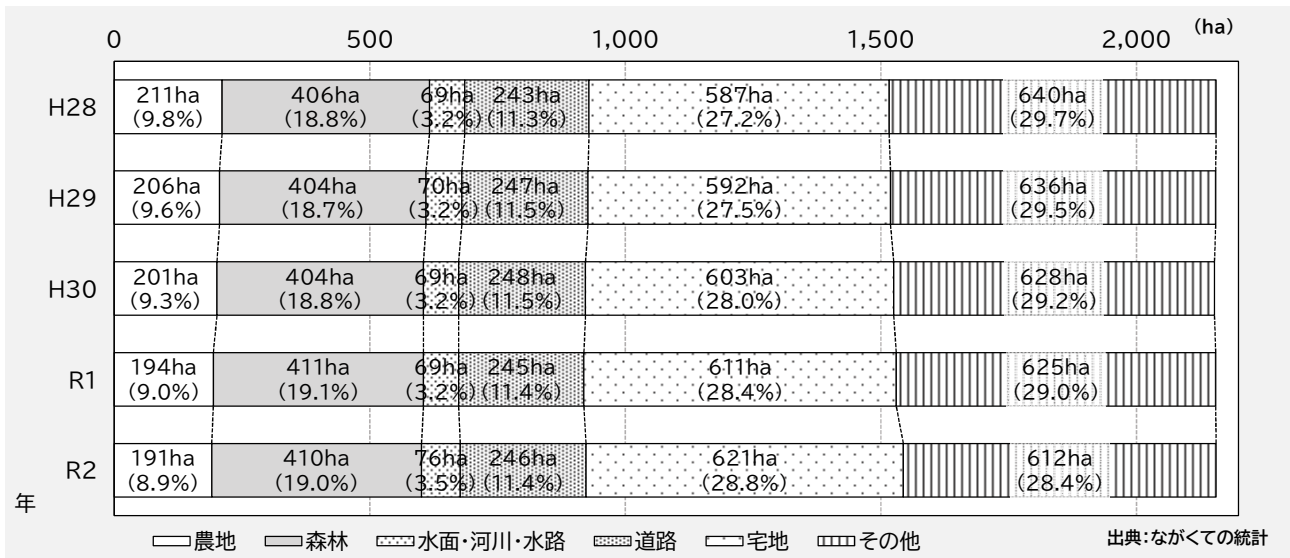 0 500 1,000 1,500 2,000 (ha)
H28 211ha 406ha 69ha 243ha 587ha 640ha
(9.8%) (18.8%) (3.2%) (11.3%) (27.2%) (29.7%)
H29 206ha 404ha 70ha 247ha 592ha 636ha
(9.6%) (18.7%) (3.2%) (11.5%) (27.5%) (29.5%)
H30 201ha 404ha 69ha 248ha 603ha 628ha
(9.3%) (18.8%) (3.2%) (11.5%) (28.0%) (29.2%)
R1 194ha 411ha 69ha 245ha 611ha 625ha
(9.0%) (19.1%) (3.2%) (11.4%) (28.4%) (29.0%)
R2 191ha 410ha 76ha 246ha 621ha 612ha
(8.9%) (19.0%) (3.5%) (11.4%) (28.8%) (28.4%)
年
農地 森林 水面・河川・水路 道路 宅地 その他 出典:ながくての統計